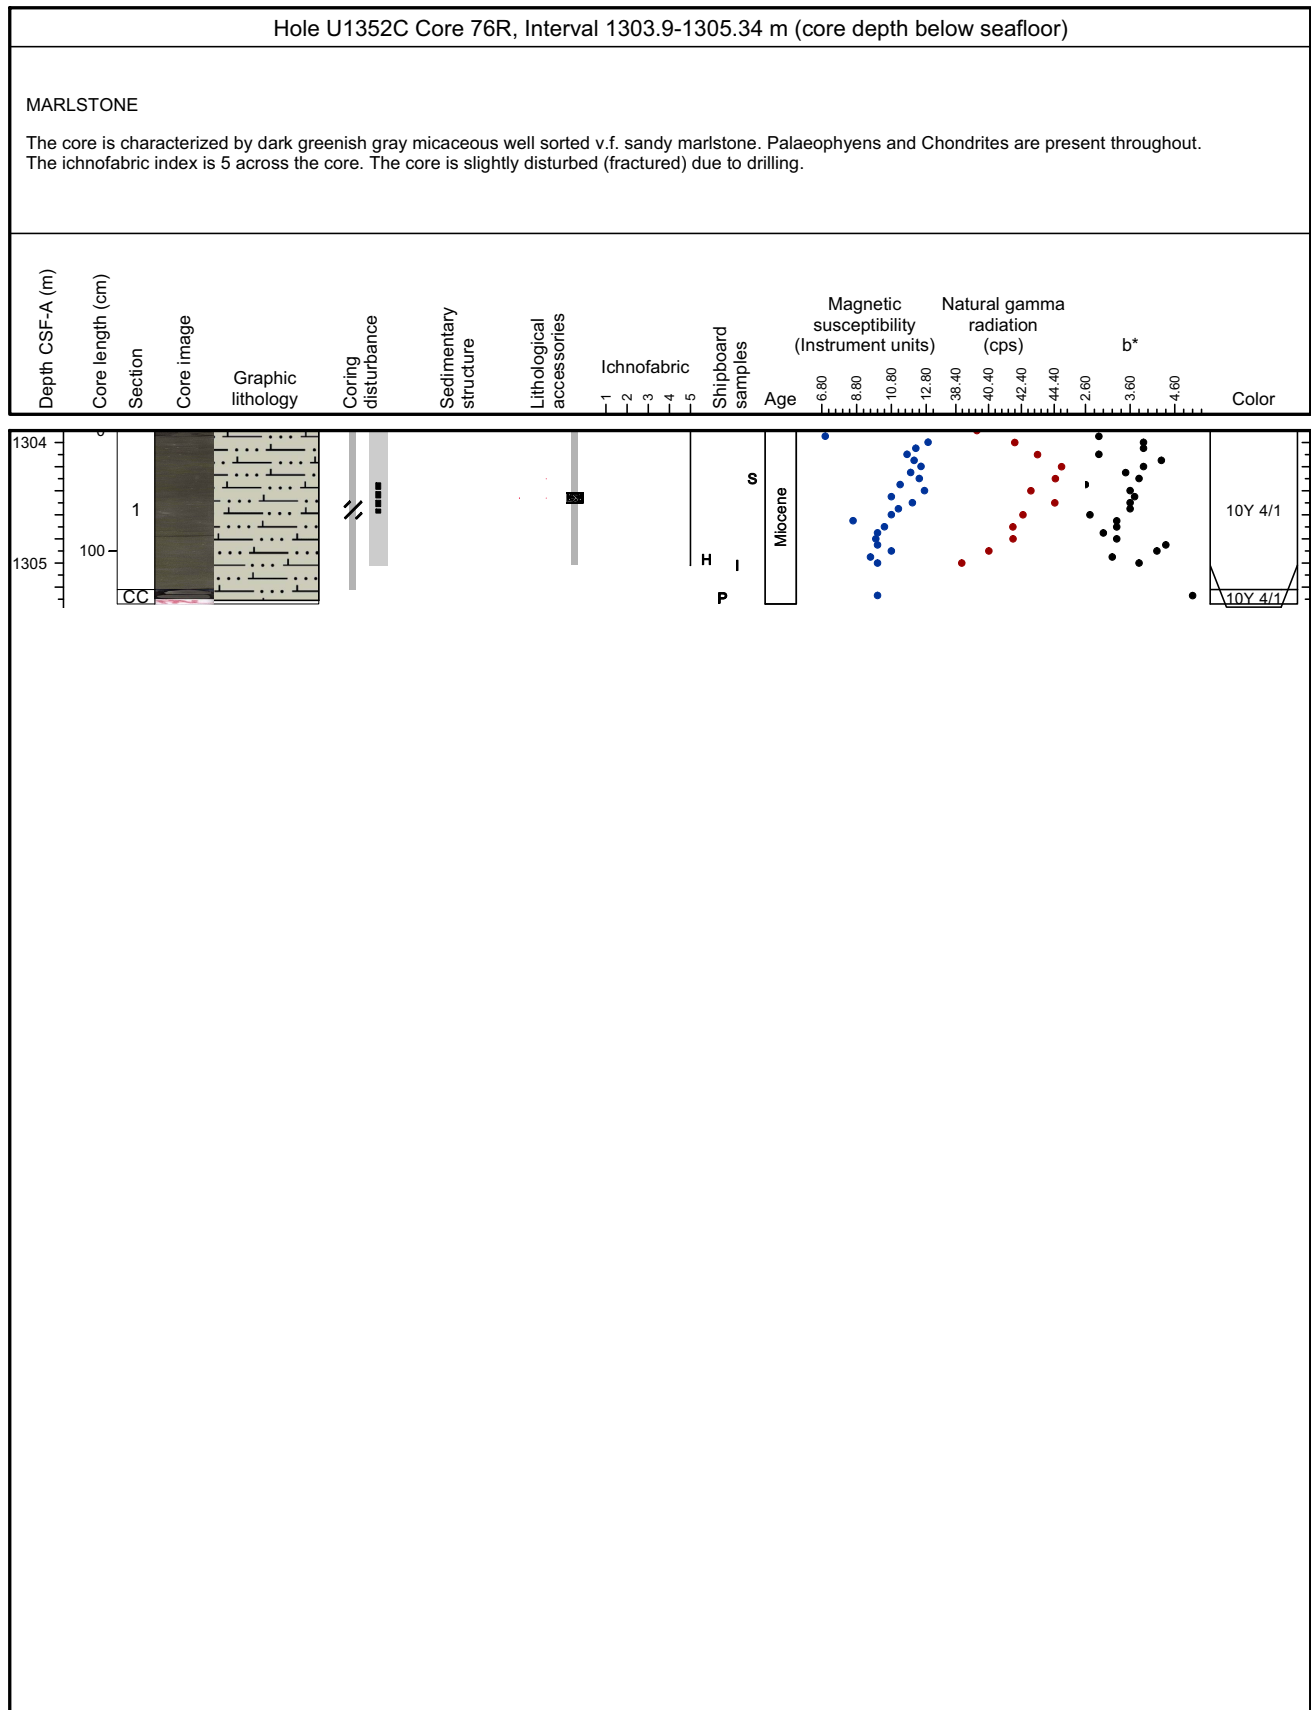 Hole U1352C Core 76R, Interval 1303.9-1305.34 m (core depth below seafloor)
MARLSTONE
The core is characterized by dark greenish gray micaceous well sorted v.f. sandy marlstone. Palaeophyens and Chondrites are present throughout.
The ichnofabric index is 5 across the core. The core is slightly disturbed (fractured) due to drilling.
Depth CSF-A (m)
Core length (cm)
Section
Core image
Graphic
lithology
Coring
disturbance
Sedimentary
structure
Lithological
accessories
Ichnofabric
1 2 3 4 5
Shipboard
samples
Age
Magnetic
susceptibility
(Instrument units)
6.80 8.80 10.80 12.80
Natural gamma
radiation
(cps)
38.40 40.40 42.40 44.40
b*
2.60 3.60 4.60
Color
1304
0
S
1
Miocene
10Y 4/1
100
H
I
1305
CC
P
10Y 4/1